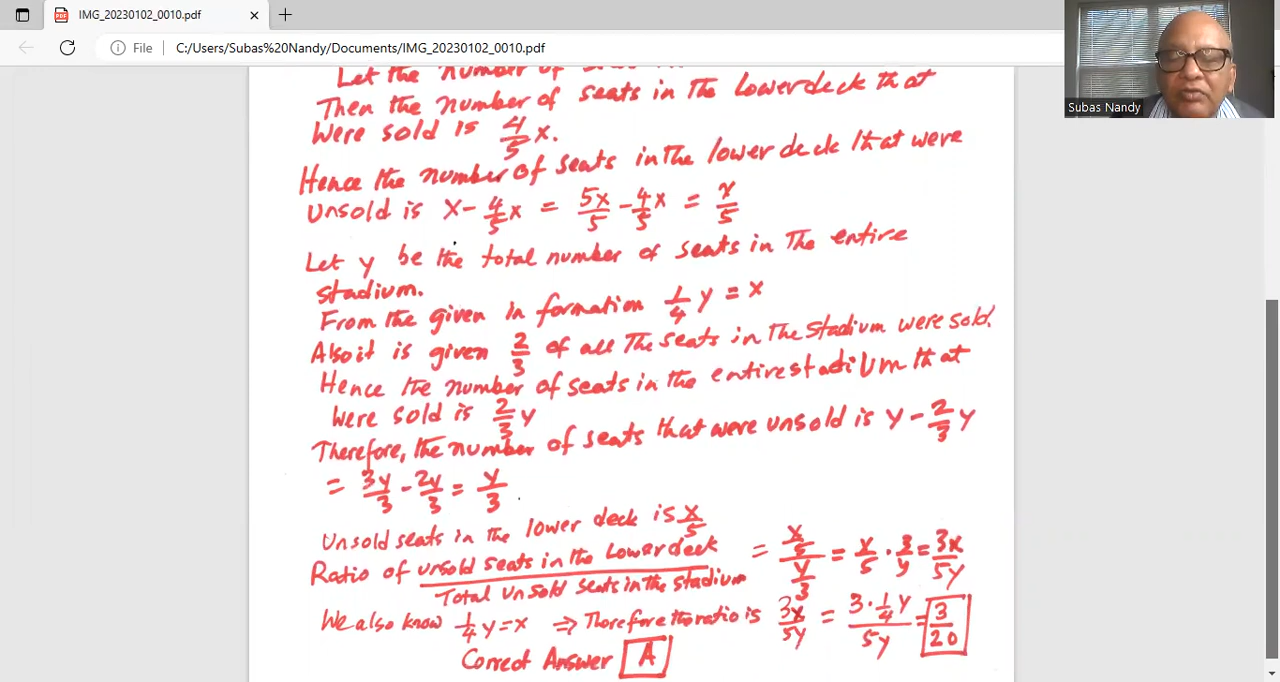 IMG_20230102_0010.pdf
File C:/Users/Subas%20Nandy/Documents/IMG_20230102_0010.pdf
Subas Nandy
Let the number of
Then the number of seats in the lower deck that
were sold is 4/5 x.
Hence the number of seats in the lower deck that were
unsold is x - 4/5 x = 5x/5 - 4/5 x = x/5
Let y be the total number of seats in the entire
stadium.
From the given in formation 1/4 y = x
Also it is given 2/3 of all the seats in the stadium were sold.
Hence the number of seats in the entire stadium that
were sold is 2/3 y
Therefore, the number of seats that were unsold is y - 2/3 y
= 3y/3 - 2y/3 = y/3
Unsold seats in the lower deck is x/5
Ratio of unsold seats in the Lower deck / Total unsold seats in the stadium = x/5 / y/3 = x/5 · 3/y = 3x/5y
We also know 1/4 y = x ⇒ Therefore the ratio is 3x/5y = 3·1/4 y / 5y = 3/20
Correct Answer A